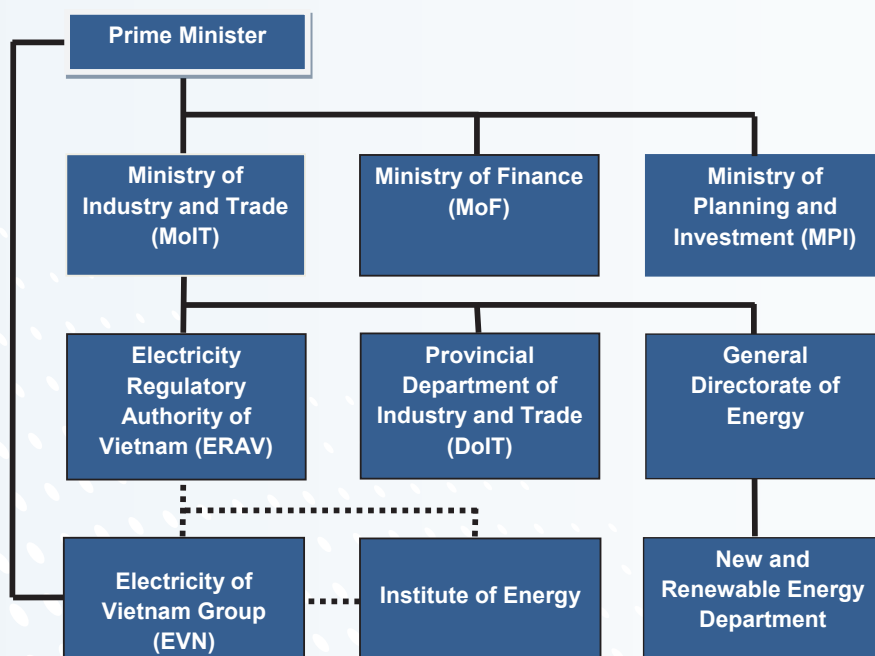 Prime Minister
Ministry of
Industry and Trade
(MoIT)
Ministry of Finance
(MoF)
Ministry of
Planning and
Investment (MPI)
Electricity
Regulatory
Authority of
Vietnam (ERAV)
Provincial
Department of
Industry and Trade
(DoIT)
General
Directorate of
Energy
Electricity of
Vietnam Group
(EVN)
Institute of Energy
New and
Renewable Energy
Department